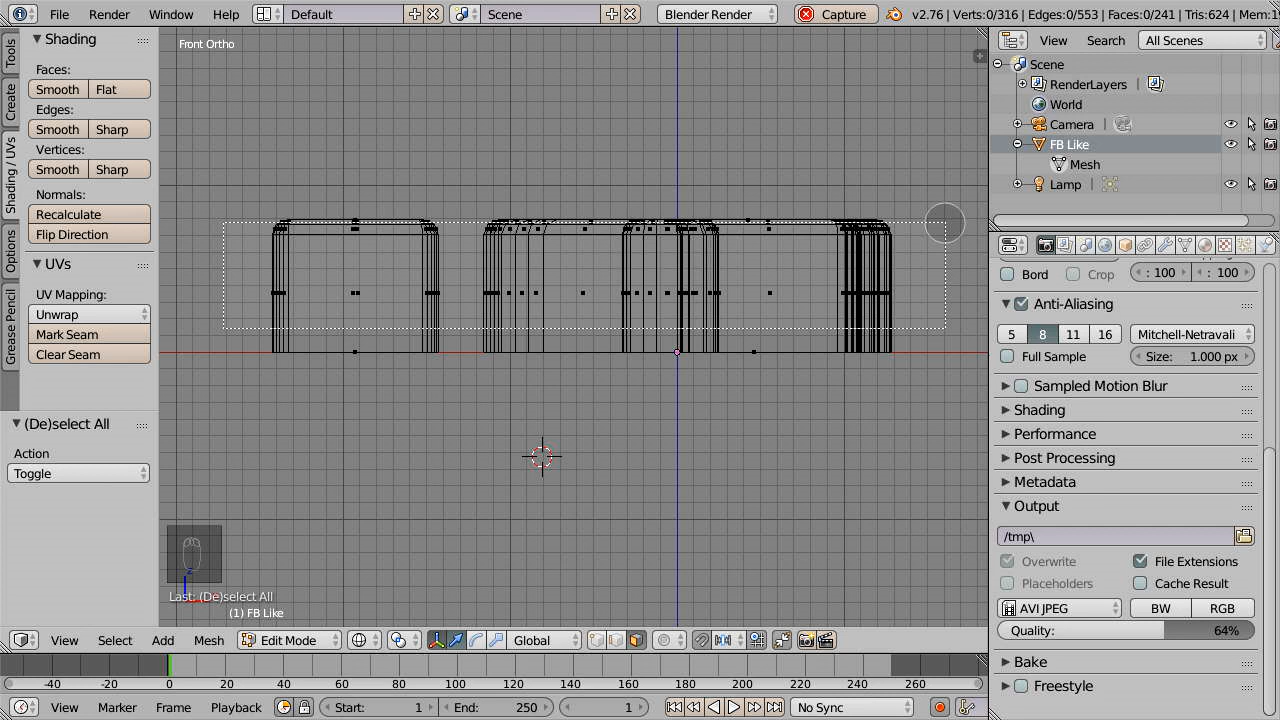 File Render Window Help Default Scene Blender Render Capture v2.76 | Verts:0/316 | Edges:0/553 | Faces:0/241 | Tris:624 | Mem:1
Tools
Create
Shading / UVs
Options
Grease Pencil
Shading
Faces:
Smooth Flat
Edges:
Smooth Sharp
Vertices:
Smooth Sharp
Normals:
Recalculate
Flip Direction
UVs
UV Mapping:
Unwrap
Mark Seam
Clear Seam
(De)select All
Action
Toggle
Front Ortho
z
Last: (De)select All
(1) FB Like
View Select Add Mesh Edit Mode Global
-40 -20 0 20 40 60 80 100 120 140 160 180 200 220 240 260
View Marker Frame Playback Start: 1 End: 250 1 No Sync
View Search All Scenes
Scene
RenderLayers |
World
Camera |
FB Like
Mesh
Lamp |
Bord Crop : 100 : 100
Anti-Aliasing
5 8 11 16 Mitchell-Netravali
Full Sample Size: 1.000 px
Sampled Motion Blur
Shading
Performance
Post Processing
Metadata
Output
/tmp\
Overwrite File Extensions
Placeholders Cache Result
AVI JPEG BW RGB
Quality: 64%
Bake
Freestyle